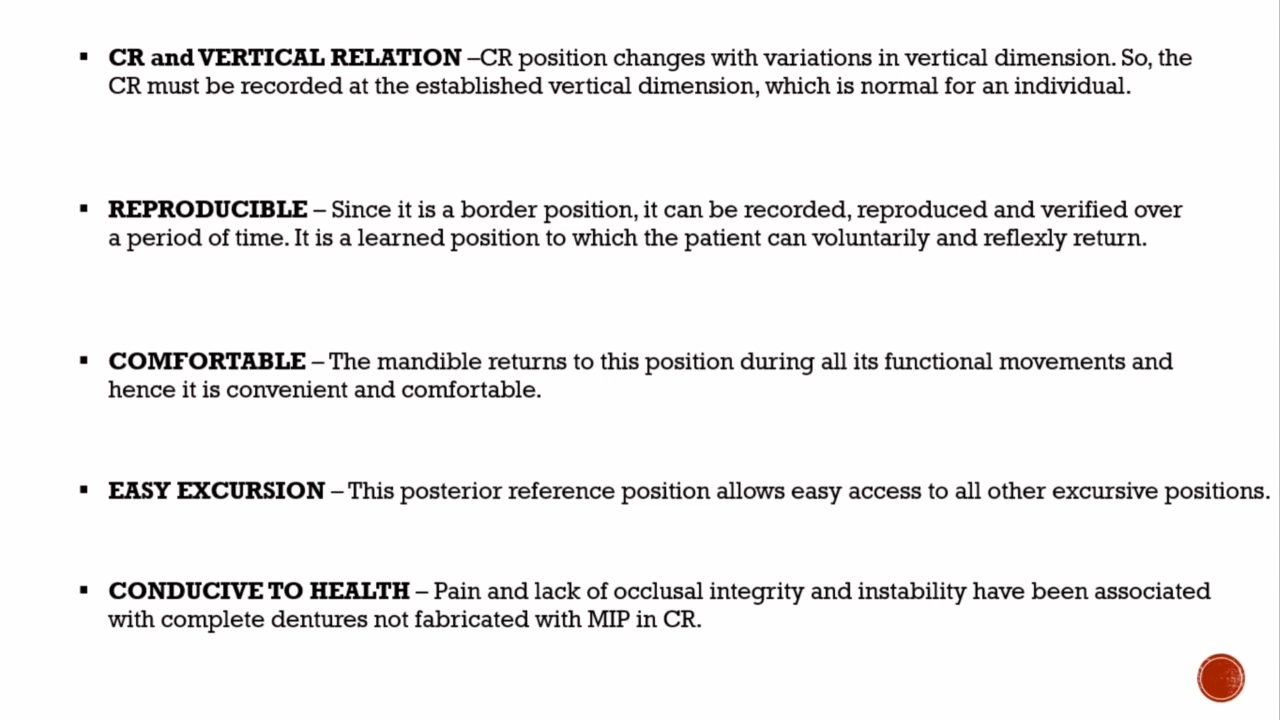 ▪ CR and VERTICAL RELATION –CR position changes with variations in vertical dimension. So, the
CR must be recorded at the established vertical dimension, which is normal for an individual.
▪ REPRODUCIBLE – Since it is a border position, it can be recorded, reproduced and verified over
a period of time. It is a learned position to which the patient can voluntarily and reflexly return.
▪ COMFORTABLE – The mandible returns to this position during all its functional movements and
hence it is convenient and comfortable.
▪ EASY EXCURSION – This posterior reference position allows easy access to all other excursive positions.
▪ CONDUCIVE TO HEALTH – Pain and lack of occlusal integrity and instability have been associated
with complete dentures not fabricated with MIP in CR.